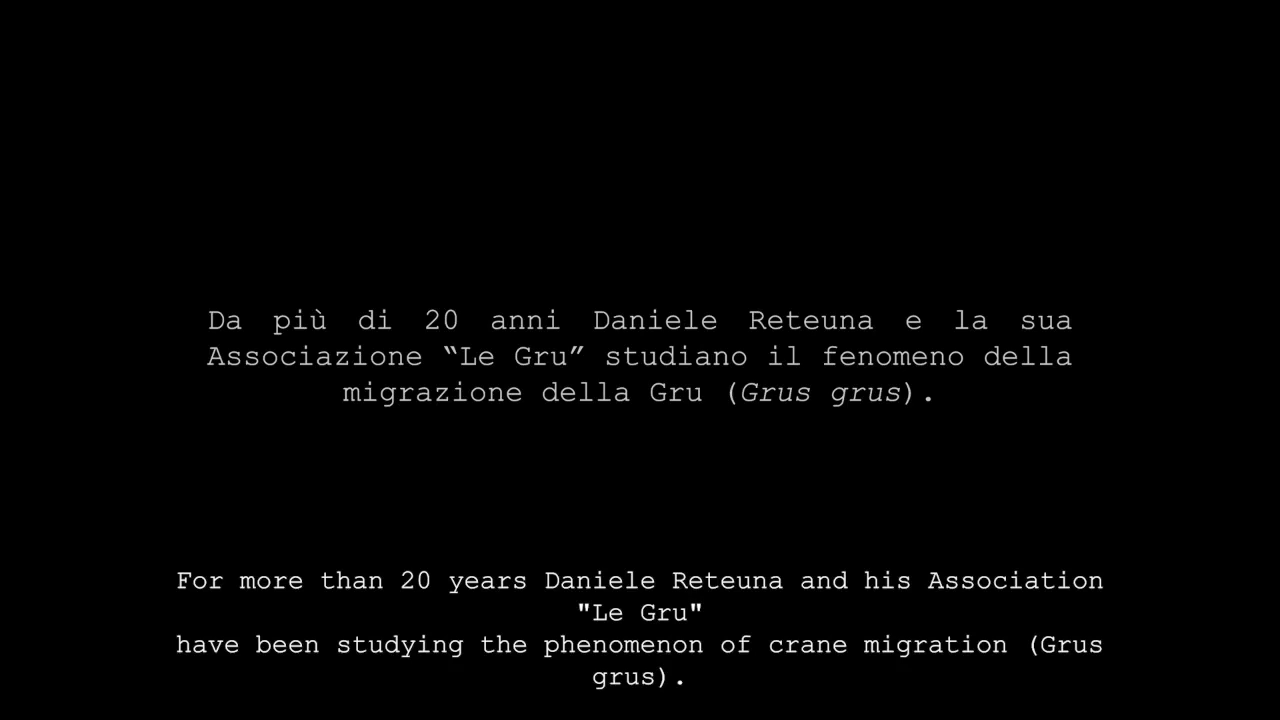 Da più di 20 anni Daniele Reteuna e la sua
Associazione “Le Gru” studiano il fenomeno della
migrazione della Gru (Grus grus).
For more than 20 years Daniele Reteuna and his Association
"Le Gru"
have been studying the phenomenon of crane migration (Grus
grus).